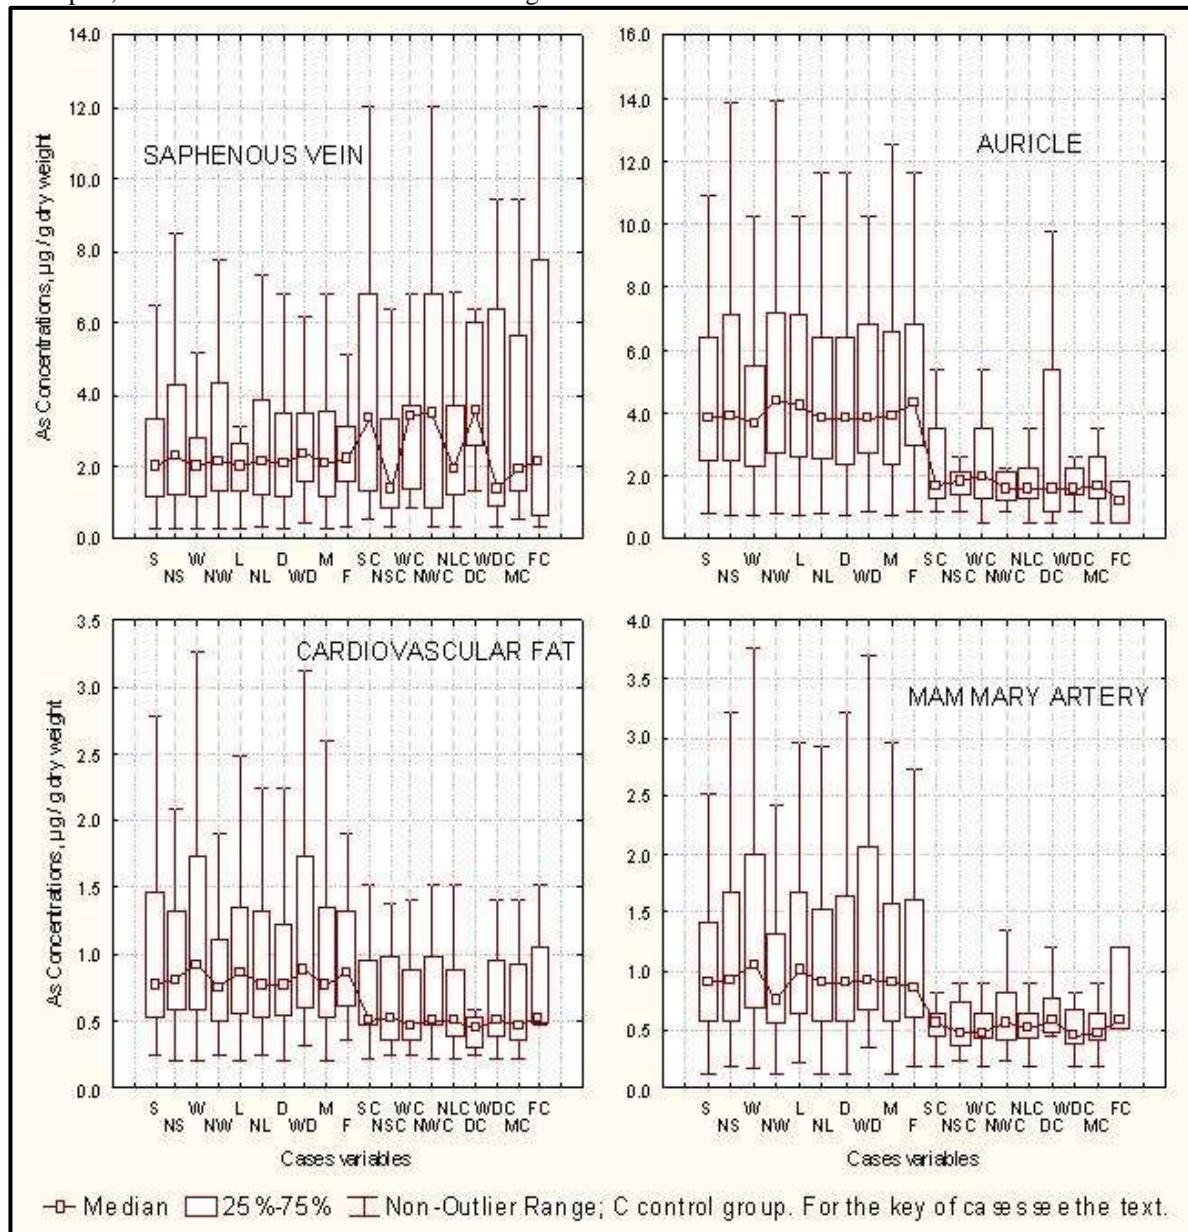 14.0
12.0
10.0
8.0
6.0
4.0
2.0
0.0
As Concentrations, µg / g dry weight
SAPHENOUS VEIN
S W L D M SC WC NLC WDC FC
NS NW NL WD F NSC NWC DC MC
16.0
14.0
12.0
10.0
8.0
6.0
4.0
2.0
0.0
AURICLE
S W L D M SC WC NLC WDC FC
NS NW NL WD F NSC NWC DC MC
3.5
3.0
2.5
2.0
1.5
1.0
0.5
0.0
As Concentrations, µg / g dry weight
CARDIOVASCULAR FAT
S W L D M SC WC NLC WDC FC
NS NW NL WD F NSC NWC DC MC
Cases variables
4.0
3.5
3.0
2.5
2.0
1.5
1.0
0.5
0.0
MAMMARY ARTERY
S W L D M SC WC NLC WDC FC
NS NW NL WD F NSC NWC DC MC
Cases variables
Median 25%-75% Non-Outlier Range; C control group. For the key of cases see the text.